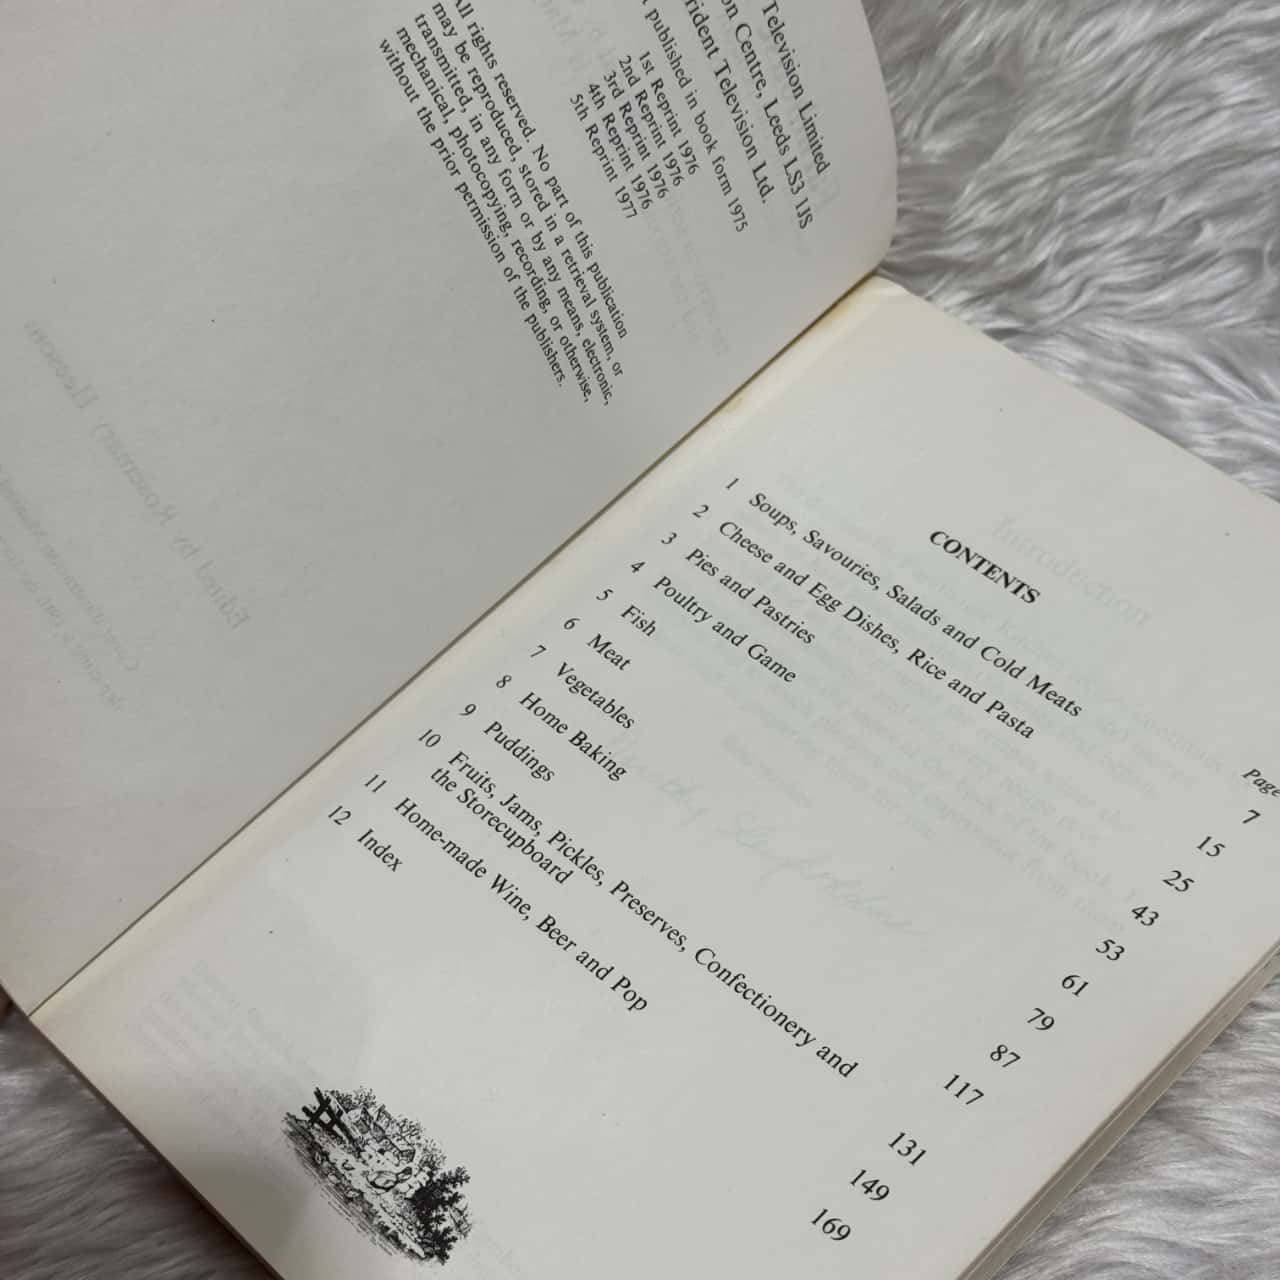 Television Limited
on Centre, Leeds LS3 1JS
rident Television Ltd.
published in book form 1975
1st Reprint 1976
2nd Reprint 1976
3rd Reprint 1976
4th Reprint 1976
5th Reprint 1977
All rights reserved. No part of this publication
may be reproduced, stored in a retrieval system, or
transmitted, in any form or by any means, electronic,
mechanical, photocopying, recording, or otherwise,
without the prior permission of the publishers.
Edited by Rosemary
CONTENTS
Page
1 Soups, Savouries, Salads and Cold Meats 7
2 Cheese and Egg Dishes, Rice and Pasta 15
3 Pies and Pastries 25
4 Poultry and Game 43
5 Fish 53
6 Meat 61
7 Vegetables 79
8 Home Baking 87
9 Puddings 117
10 Fruits, Jams, Pickles, Preserves, Confectionery and
the Storecupboard 131
11 Home-made Wine, Beer and Pop 149
12 Index 169
Introduction